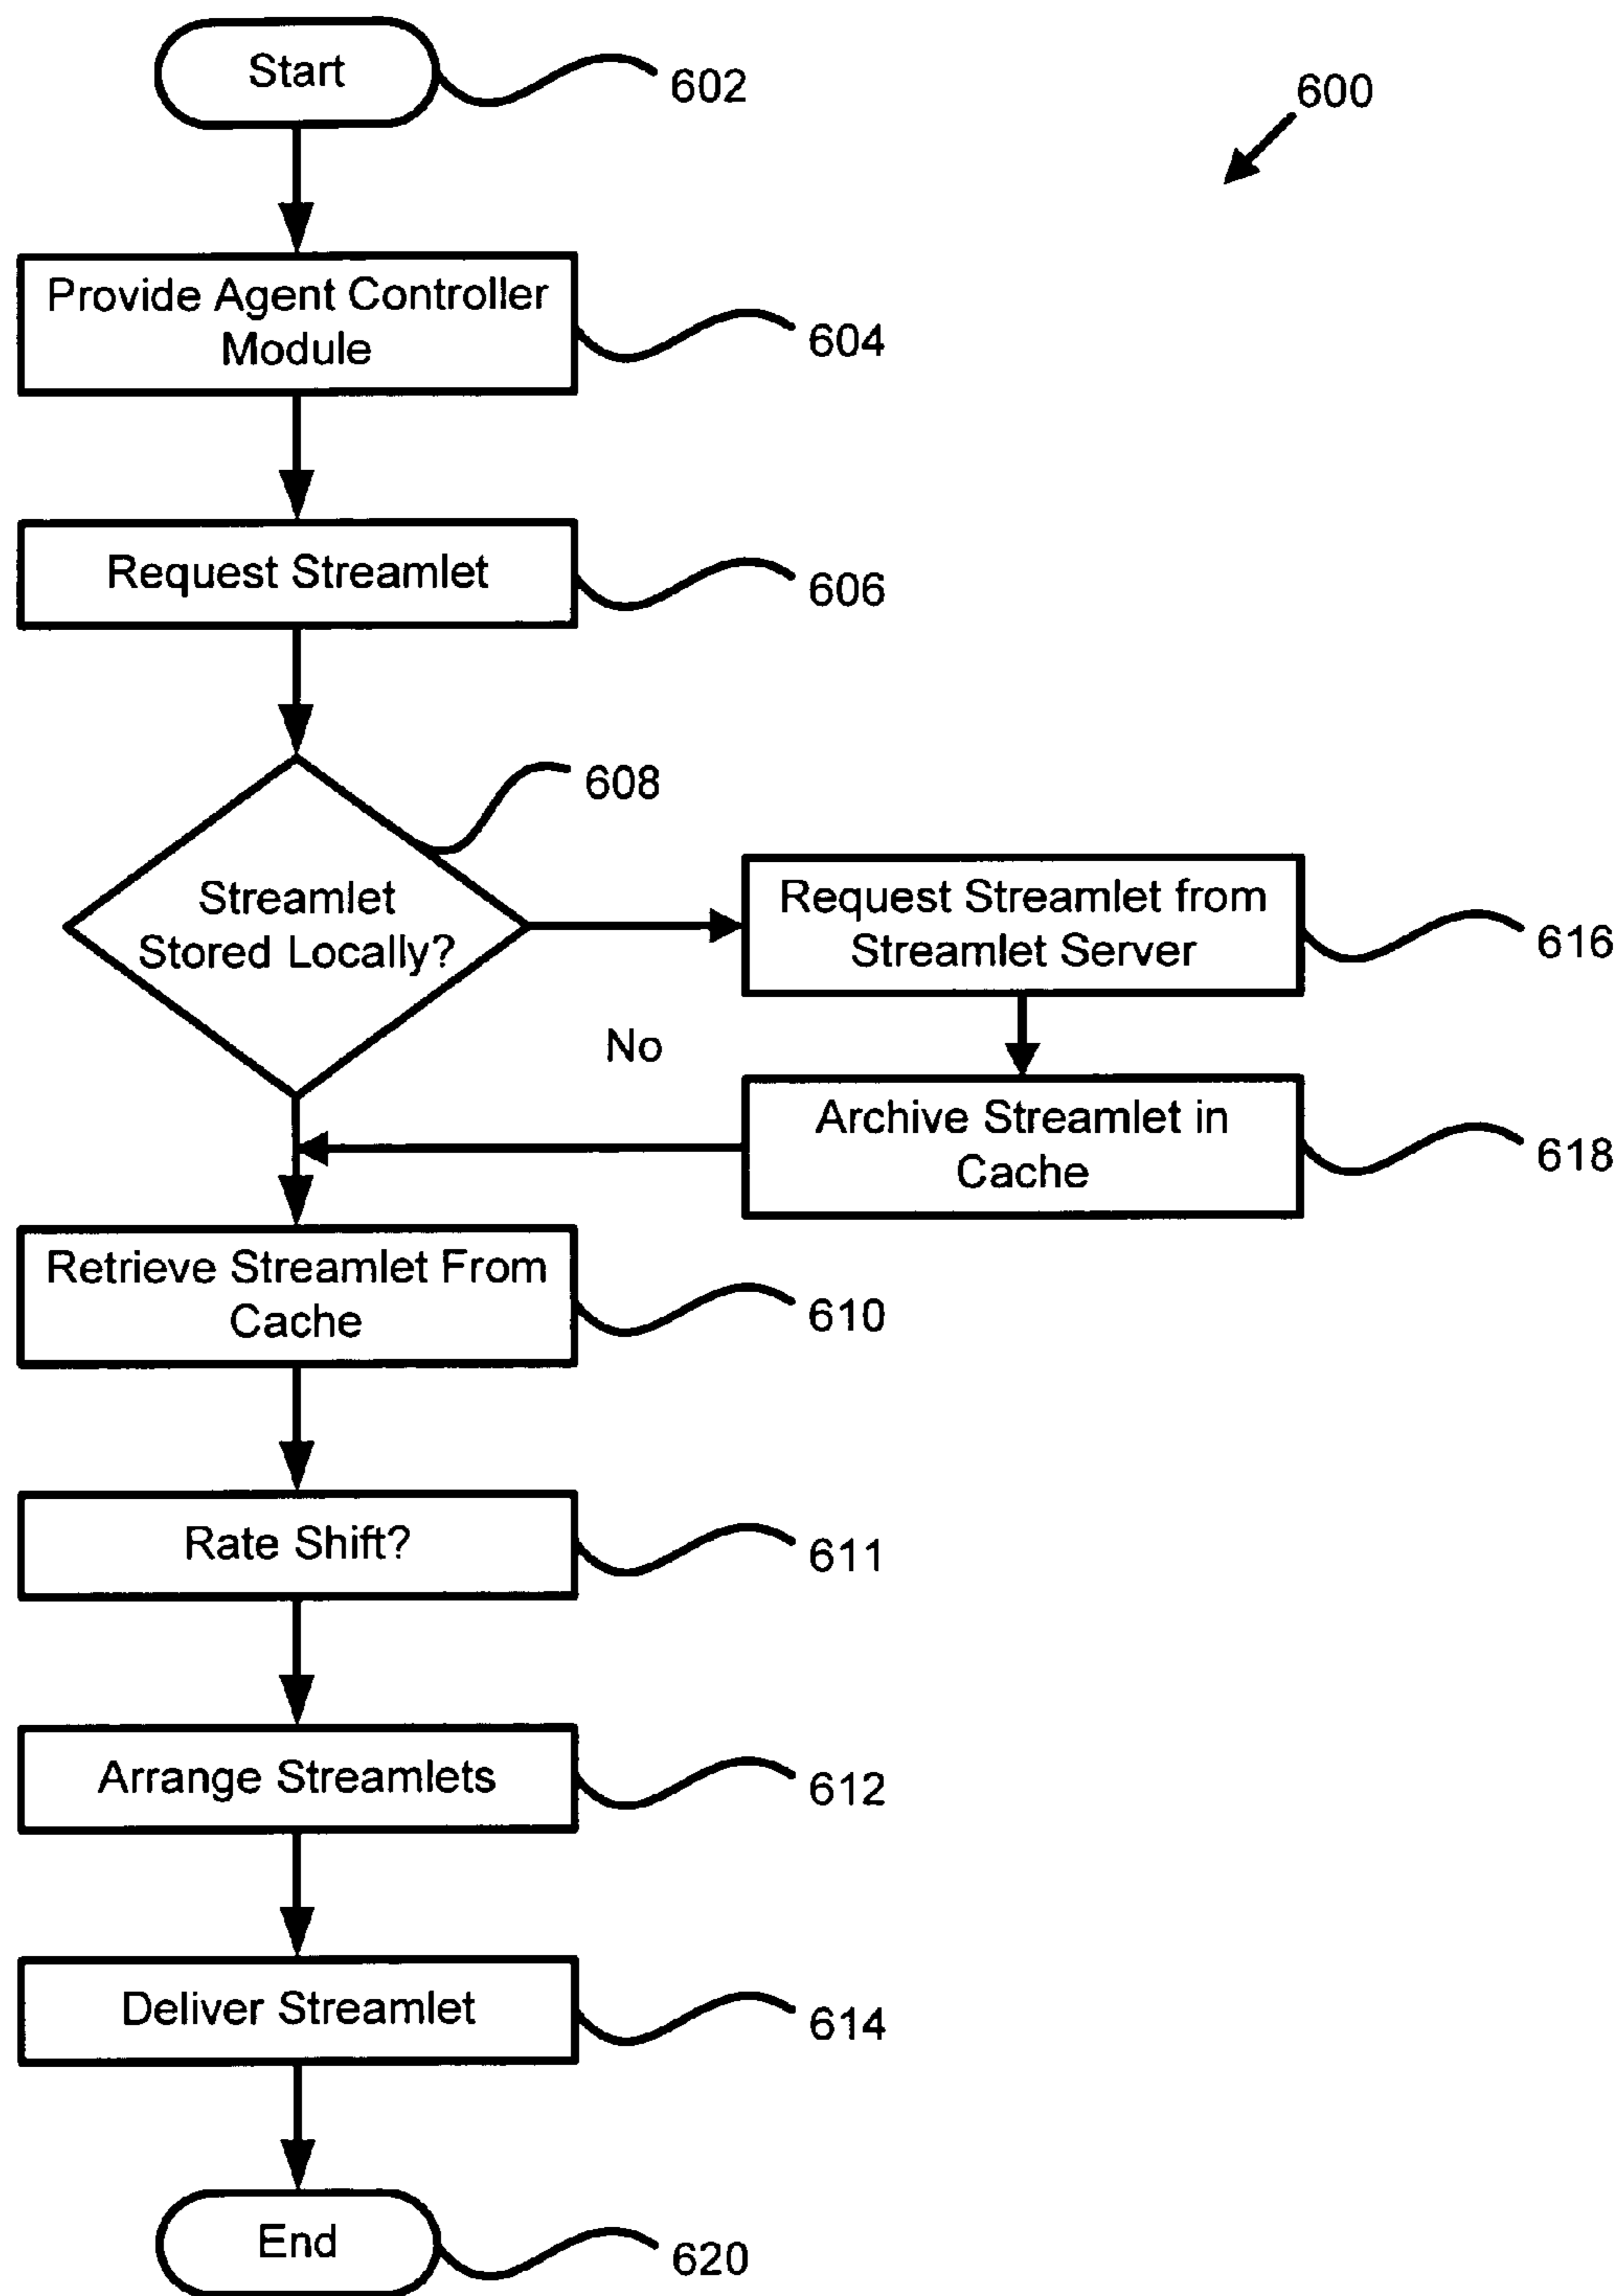 Start
602
600
Provide Agent Controller
Module
604
Request Streamlet
606
608
Streamlet
Stored Locally?
Request Streamlet from
Streamlet Server
616
No
Archive Streamlet in
Cache
618
Retrieve Streamlet From
Cache
610
Rate Shift?
611
Arrange Streamlets
612
Deliver Streamlet
614
End
620